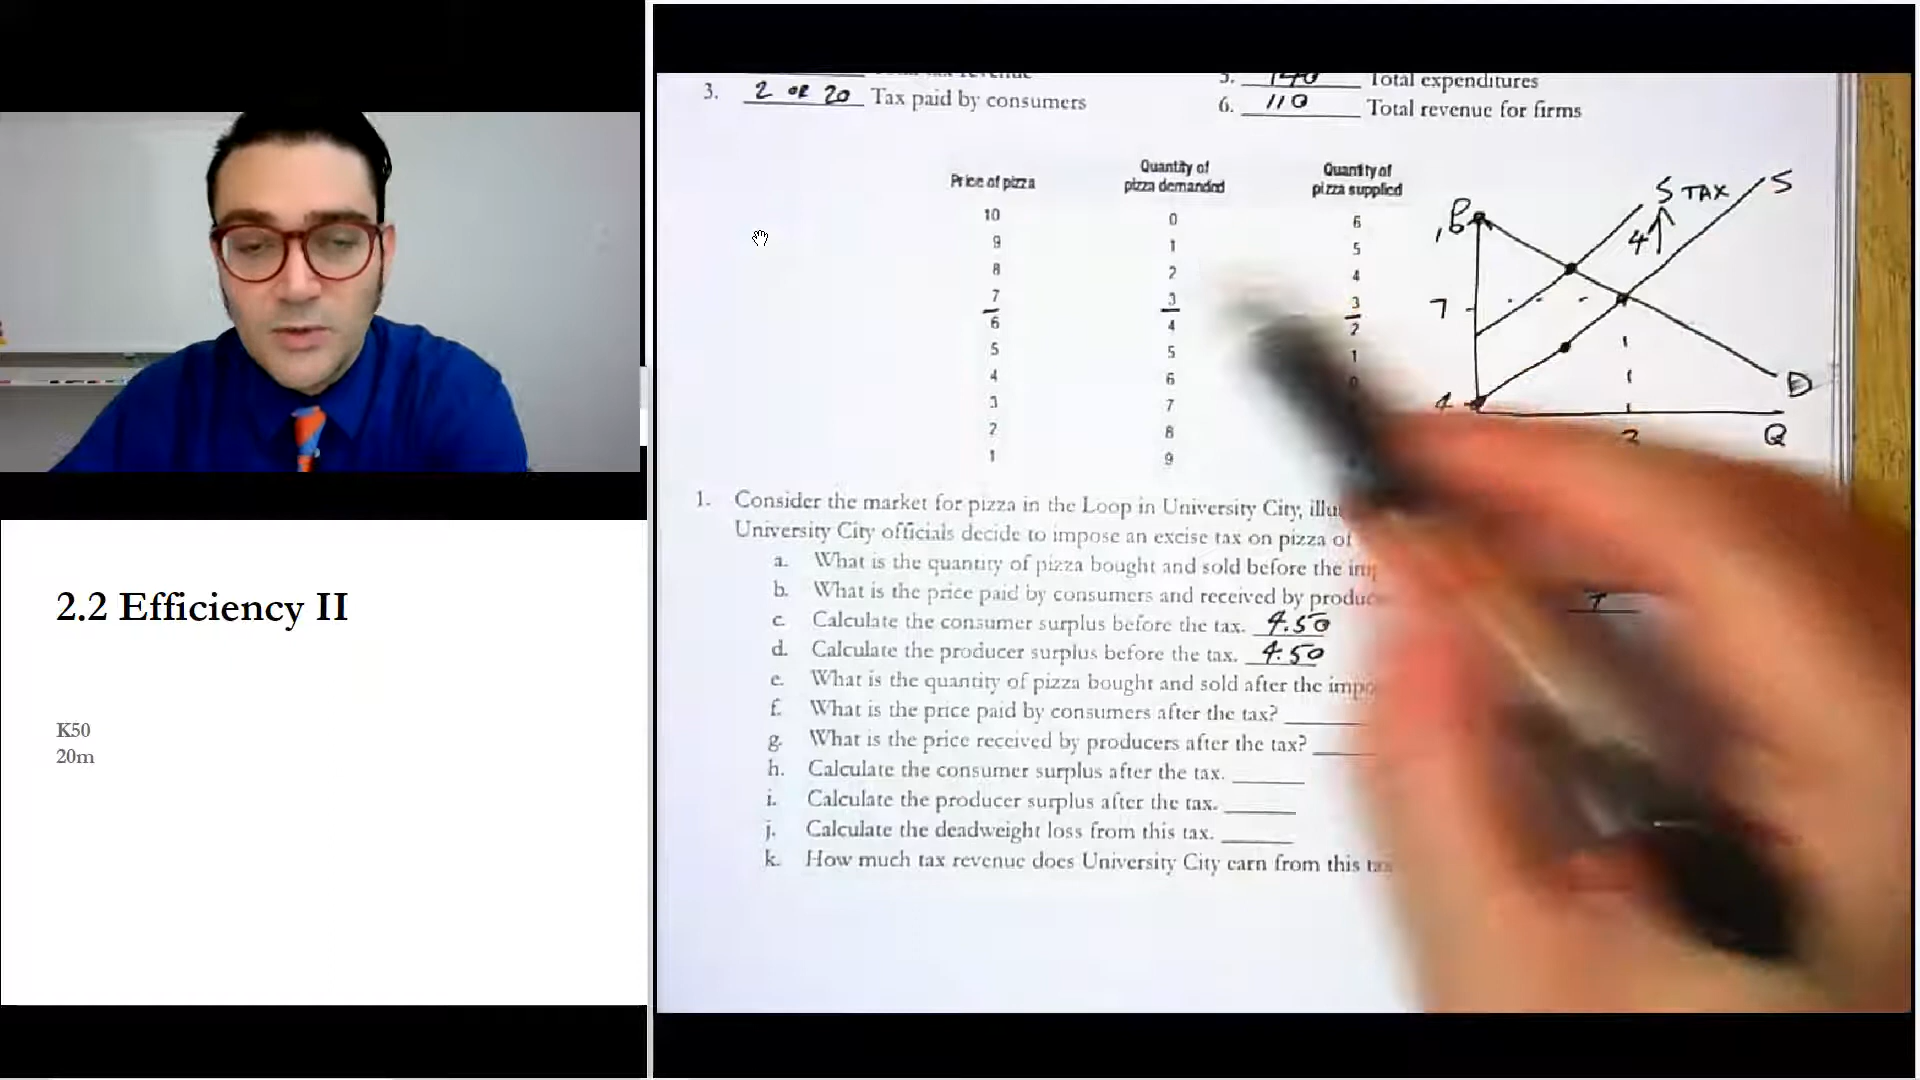 2.2 Efficiency II
K50
20m
3. 2 OR 20 Tax paid by consumers
5. 140 Total expenditures
6. 110 Total revenue for firms
Price of pizza Quantity of pizza demanded Quantity of pizza supplied
10 0 6
9 1 5
8 2 4
7 3 3
6 4 2
5 5 1
4 6 0
3 7
2 8
1 9
S TAX S
4
7
4
D
Q
1. Consider the market for pizza in the Loop in University City,
University City officials decide to impose an excise tax on pizza of
a. What is the quantity of pizza bought and sold before the
b. What is the price paid by consumers and received by
7
c. Calculate the consumer surplus before the tax. 4.50
d. Calculate the producer surplus before the tax. 4.50
e. What is the quantity of pizza bought and sold after the
f. What is the price paid by consumers after the tax?
g. What is the price received by producers after the tax?
h. Calculate the consumer surplus after the tax.
i. Calculate the producer surplus after the tax.
j. Calculate the deadweight loss from this tax.
k. How much tax revenue does University City earn from this